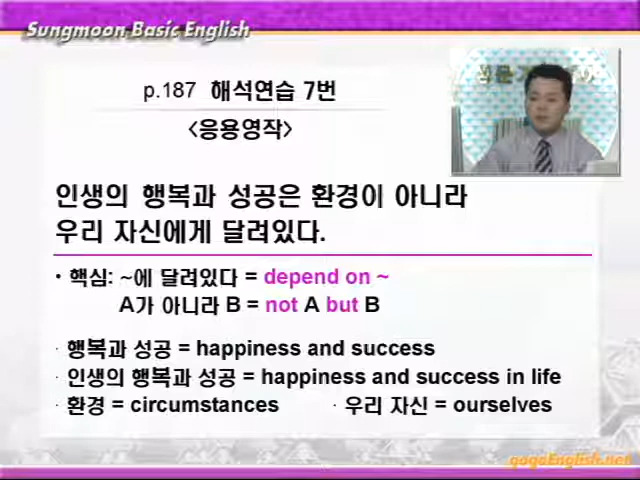 Sungmoon Basic English
p.187 해석연습 7번
<응용영작>
인생의 행복과 성공은 환경이 아니라
우리 자신에게 달려있다.
• 핵심: ~에 달려있다 = depend on ~
A가 아니라 B = not A but B
· 행복과 성공 = happiness and success
· 인생의 행복과 성공 = happiness and success in life
· 환경 = circumstances · 우리 자신 = ourselves
gogoEnglish.net